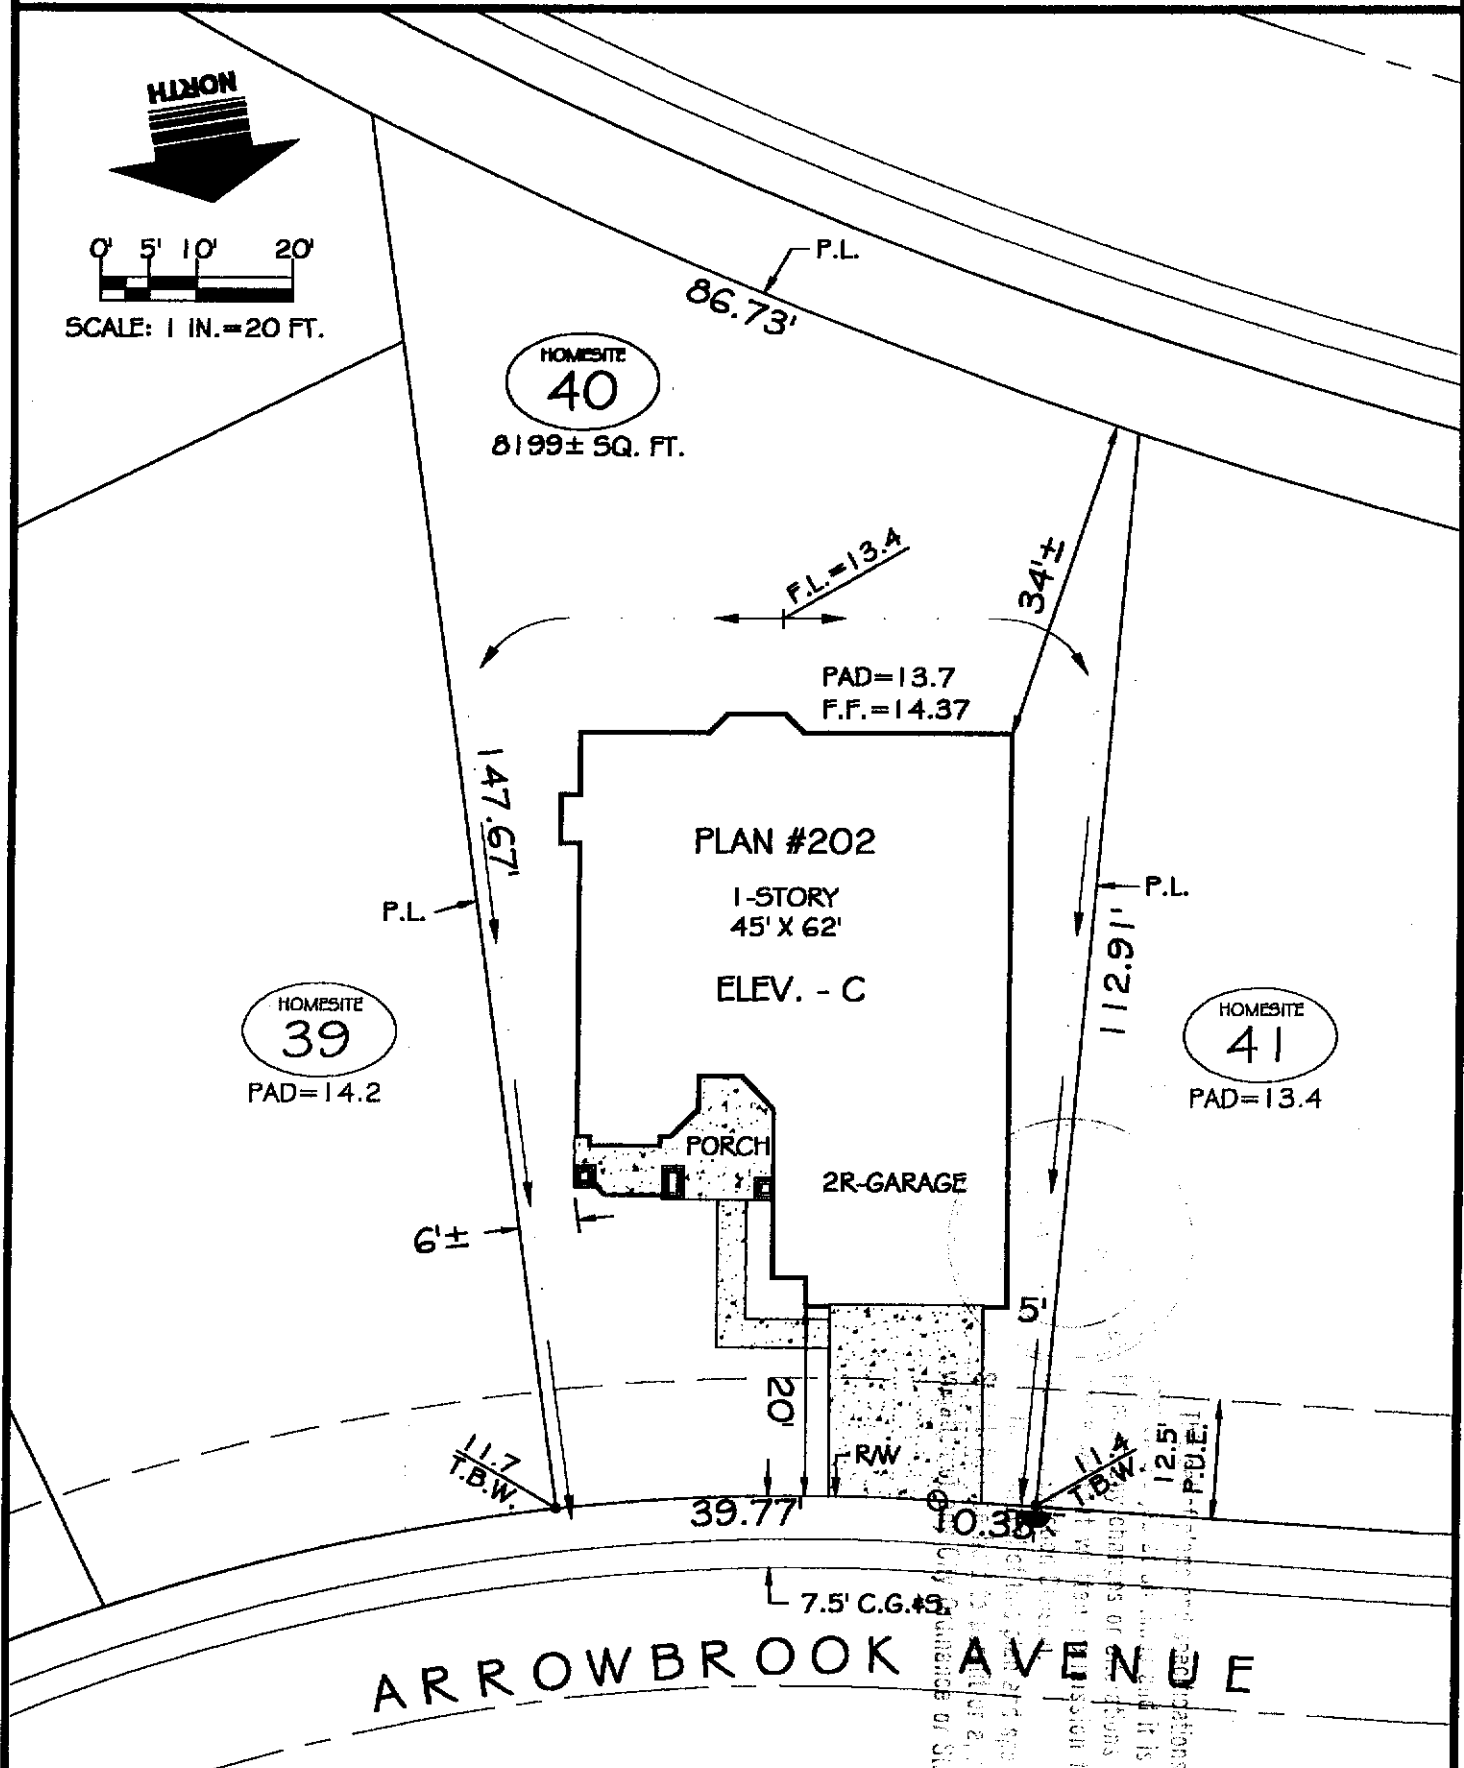 NORTH
0' 5' 10' 20'
SCALE: 1 IN.=20 FT.
P.L.
86.73'
HOMESITE
40
8199± SQ. FT.
F.L.=13.4
34'±
PAD=13.7
F.F.=14.37
147.67'
PLAN #202
1-STORY
45' X 62'
ELEV. - C
P.L.
P.L.
112.91'
HOMESITE
39
PAD=14.2
HOMESITE
41
PAD=13.4
PORCH
2R-GARAGE
6'±
5'
20'
R/W
11.7
T.B.W.
11.4
T.B.W.
12.5'
P.U.E.
39.77'
10.35'
7.5' C.G.&S.
ARROWBROOK AVENUE